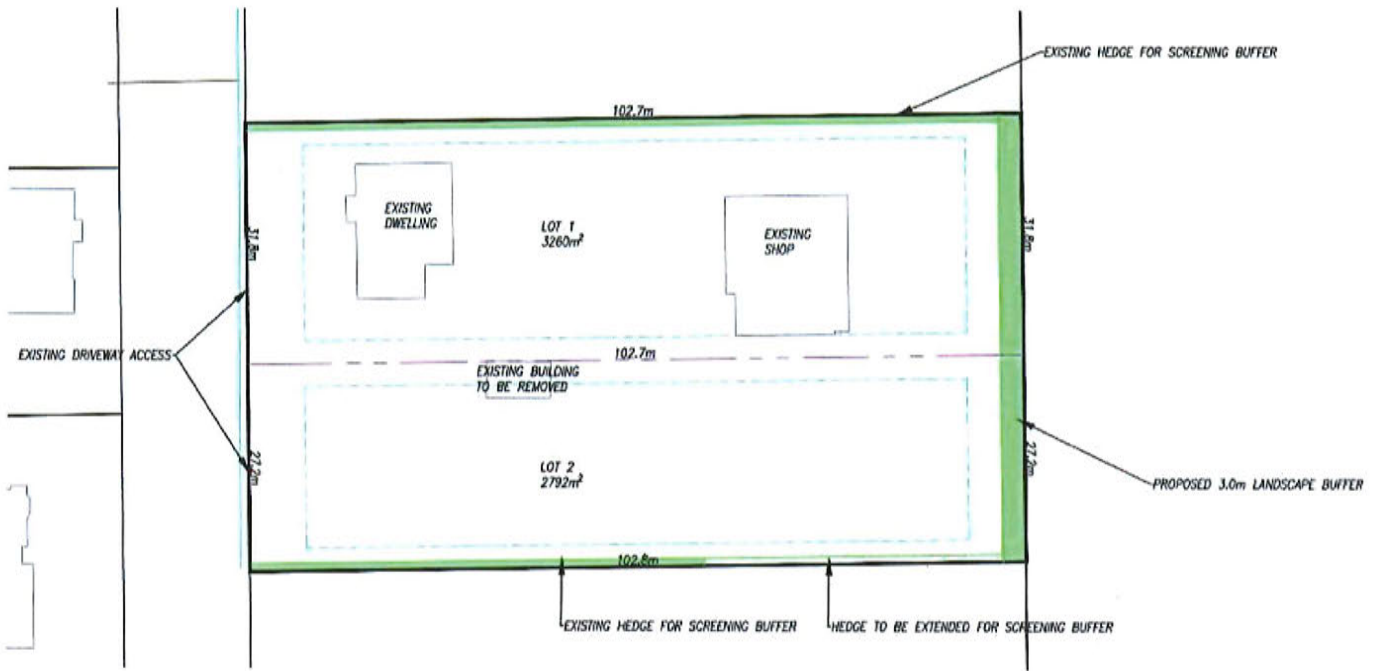 EXISTING HEDGE FOR SCREENING BUFFER
102.7m
EXISTING
DWELLING
LOT 1
3260m²
EXISTING
SHOP
31.8m
31.8m
EXISTING DRIVEWAY ACCESS
102.7m
EXISTING BUILDING
TO BE REMOVED
27.2m
27.2m
LOT 2
2792m²
PROPOSED 3.0m LANDSCAPE BUFFER
102.8m
EXISTING HEDGE FOR SCREENING BUFFER
HEDGE TO BE EXTENDED FOR SCREENING BUFFER